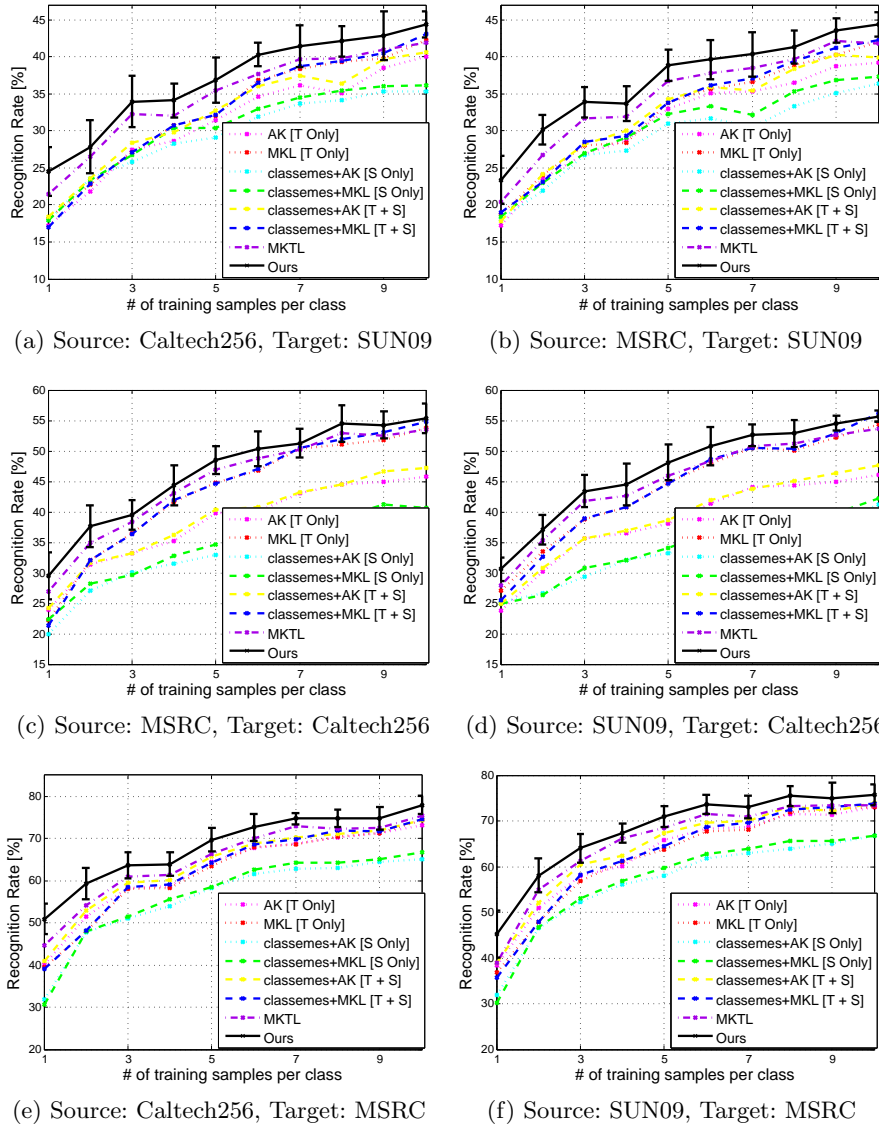 45
40
35
30
25
20
15
10
Recognition Rate [%]
1 3 5 7 9
# of training samples per class
AK [T Only]
MKL [T Only]
classemes+AK [S Only]
classemes+MKL [S Only]
classemes+AK [T + S]
classemes+MKL [T + S]
MKTL
Ours
(a) Source: Caltech256, Target: SUN09
45
40
35
30
25
20
15
10
Recognition Rate [%]
1 3 5 7 9
# of training samples per class
AK [T Only]
MKL [T Only]
classemes+AK [S Only]
classemes+MKL [S Only]
classemes+AK [T + S]
classemes+MKL [T + S]
MKTL
Ours
(b) Source: MSRC, Target: SUN09
60
55
50
45
40
35
30
25
20
15
Recognition Rate [%]
1 3 5 7 9
# of training samples per class
AK [T Only]
MKL [T Only]
classemes+AK [S Only]
classemes+MKL [S Only]
classemes+AK [T + S]
classemes+MKL [T + S]
MKTL
Ours
(c) Source: MSRC, Target: Caltech256
60
55
50
45
40
35
30
25
20
15
Recognition Rate [%]
1 3 5 7 9
# of training samples per class
AK [T Only]
MKL [T Only]
classemes+AK [S Only]
classemes+MKL [S Only]
classemes+AK [T + S]
classemes+MKL [T + S]
MKTL
Ours
(d) Source: SUN09, Target: Caltech256
80
70
60
50
40
30
20
Recognition Rate [%]
1 3 5 7 9
# of training samples per class
AK [T Only]
MKL [T Only]
classemes+AK [S Only]
classemes+MKL [S Only]
classemes+AK [T + S]
classemes+MKL [T + S]
MKTL
Ours
(e) Source: Caltech256, Target: MSRC
80
70
60
50
40
30
20
Recognition Rate [%]
1 3 5 7 9
# of training samples per class
AK [T Only]
MKL [T Only]
classemes+AK [S Only]
classemes+MKL [S Only]
classemes+AK [T + S]
classemes+MKL [T + S]
MKTL
Ours
(f) Source: SUN09, Target: MSRC